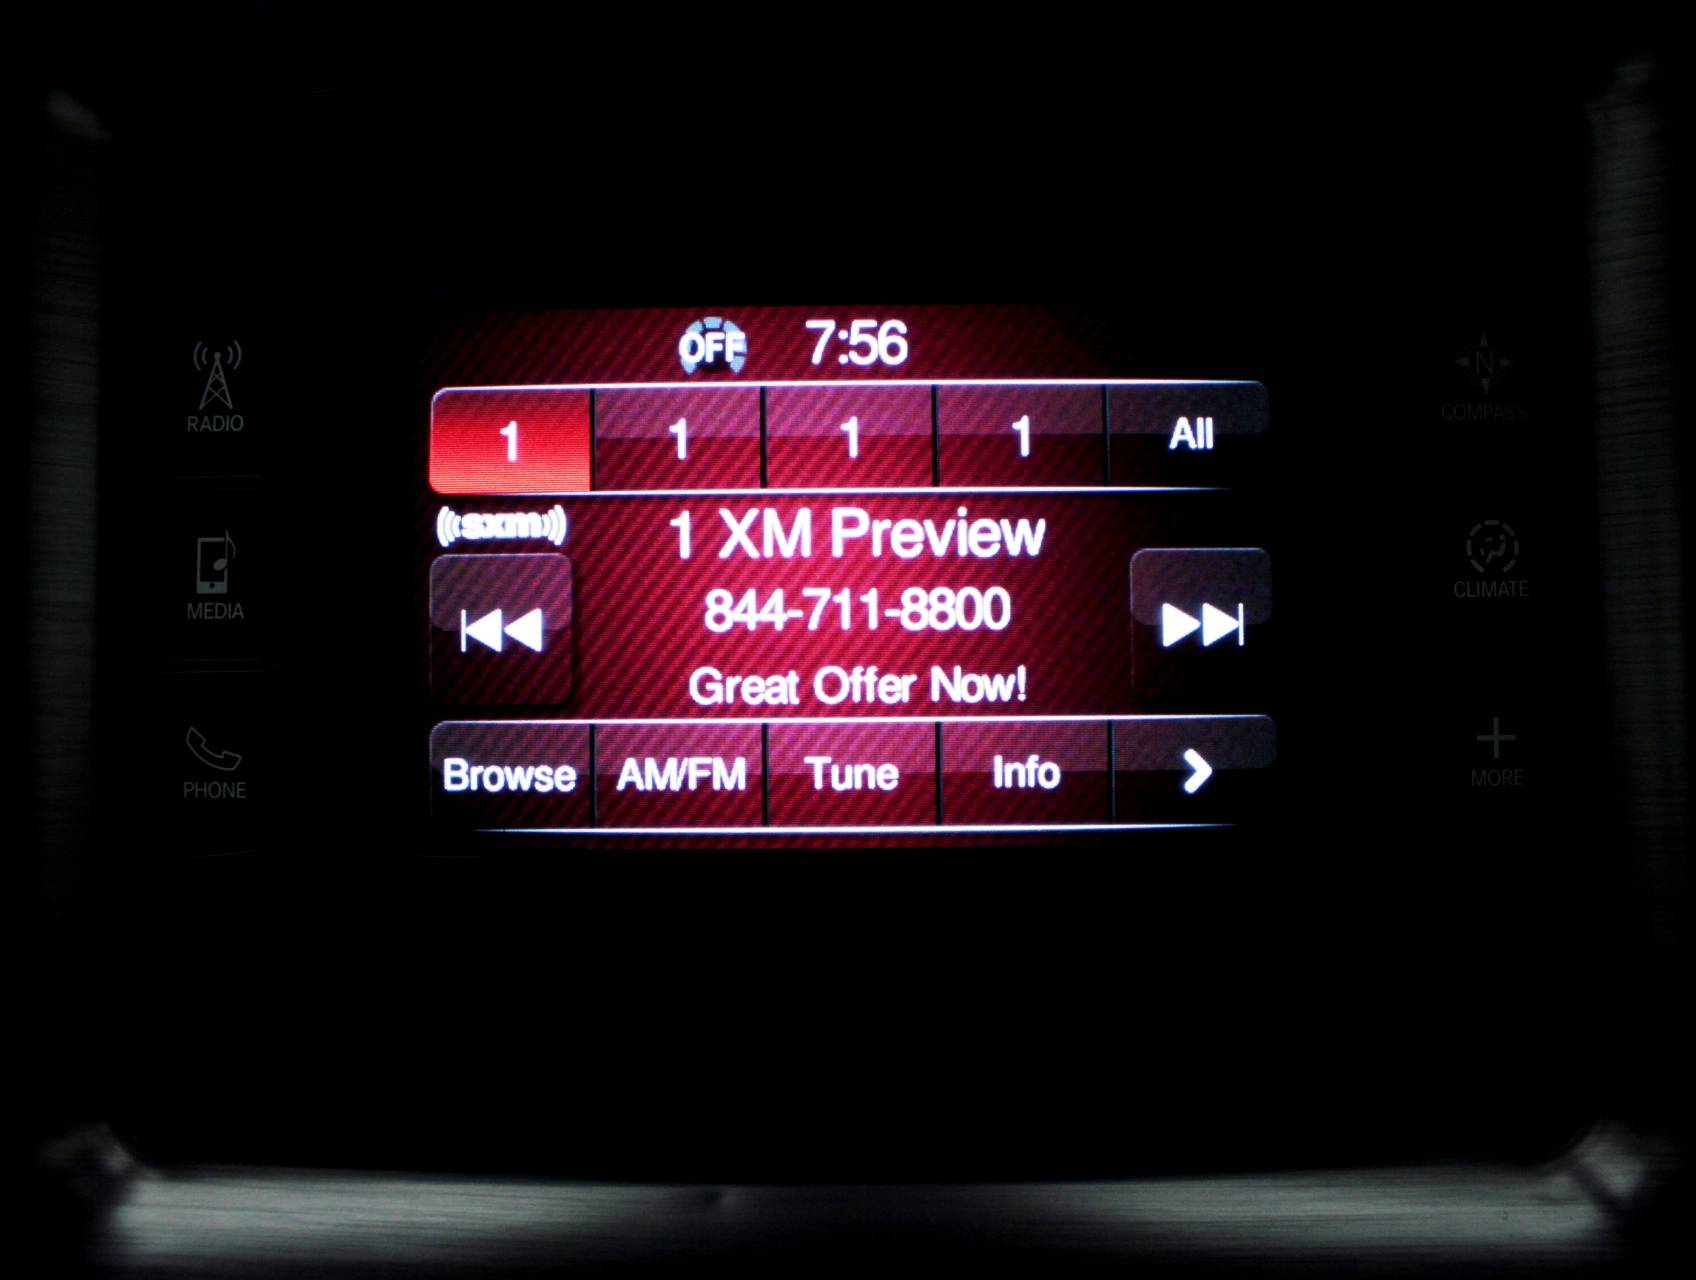 OFF 7:56
1 1 1 1 All
((sxm))
1 XM Preview
844-711-8800
Great Offer Now!
Browse AM/FM Tune Info
RADIO
MEDIA
PHONE
N
COMPASS
CLIMATE
MORE